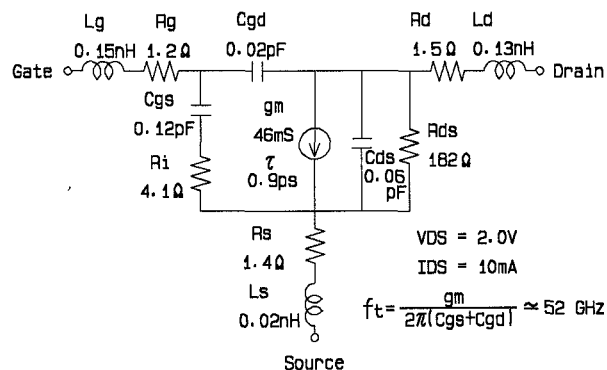 Lg
Rg
Cgd
Rd
Ld
0.15nH
1.2Ω
0.02pF
1.5Ω
0.13nH
Gate
Drain
Cgs
0.12pF
gm
46mS
τ
0.9ps
Rds
182Ω
Cds
0.06
pF
Ri
4.1Ω
Rs
1.4Ω
Ls
0.02nH
Source
VDS = 2.0V
IDS = 10mA
ft= gm / 2π(Cgs+Cgd) ≃ 52 GHz